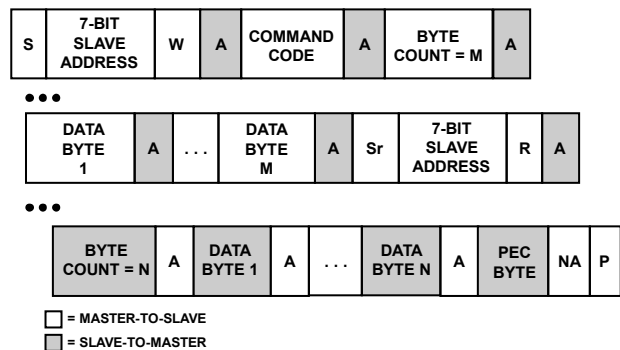 S
7-BIT
SLAVE
ADDRESS
W
A
COMMAND
CODE
A
BYTE
COUNT = M
A
•••
DATA
BYTE
1
A
. . .
DATA
BYTE
M
A
Sr
7-BIT
SLAVE
ADDRESS
R
A
•••
BYTE
COUNT = N
A
DATA
BYTE 1
A
. . .
DATA
BYTE N
A
PEC
BYTE
NA
P
= MASTER-TO-SLAVE
= SLAVE-TO-MASTER